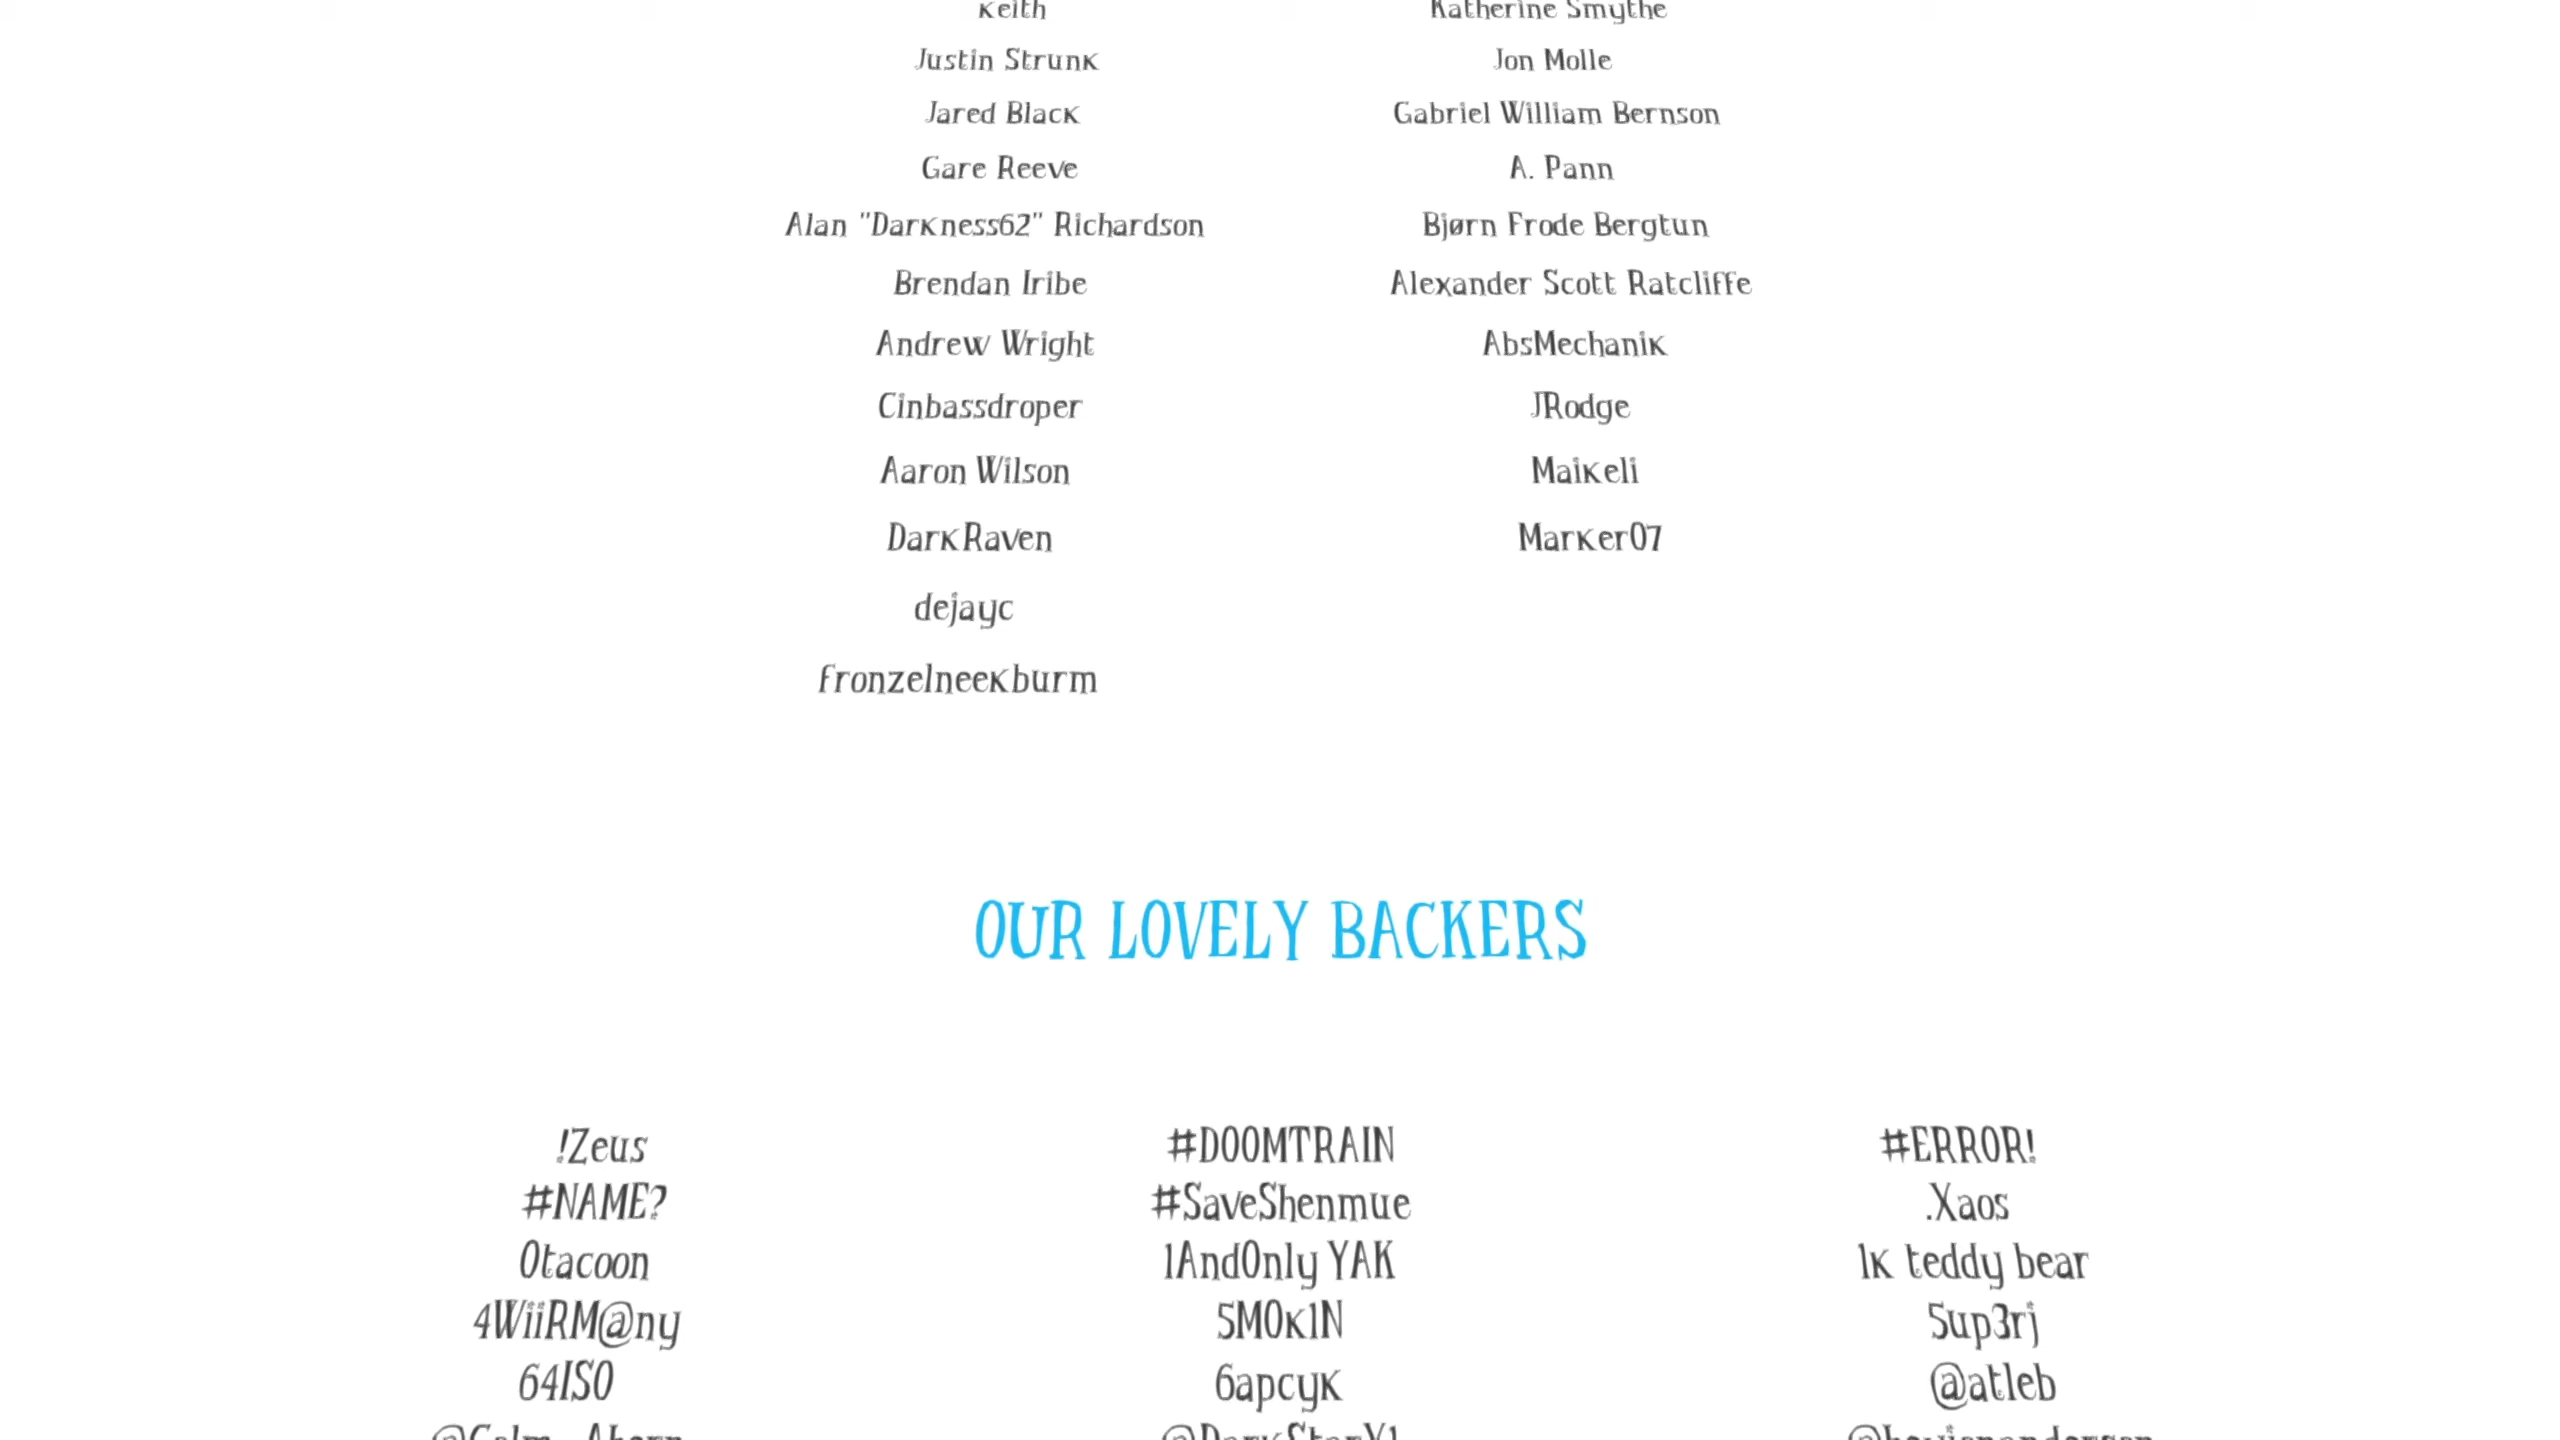 Keith Katherine Smythe
Justin Strunk Jon Molle
Jared Black Gabriel William Bernson
Gare Reeve A. Pann
Alan "Darkness62" Richardson Bjørn Frode Bergtun
Brendan Iribe Alexander Scott Ratcliffe
Andrew Wright AbsMechanik
Cinbassdroper JRodge
Aaron Wilson Maikeli
DarkRaven Marker07
dejayc
fronzelneekburm
OUR LOVELY BACKERS
!Zeus #DOOMTRAIN #ERROR!
#NAME? #SaveShenmue .Xaos
0tacoon 1AndOnly YAK 1k teddy bear
4WiiRM@ny 5M0k1N 5up3rj
64ISO 6apcyk @atleb